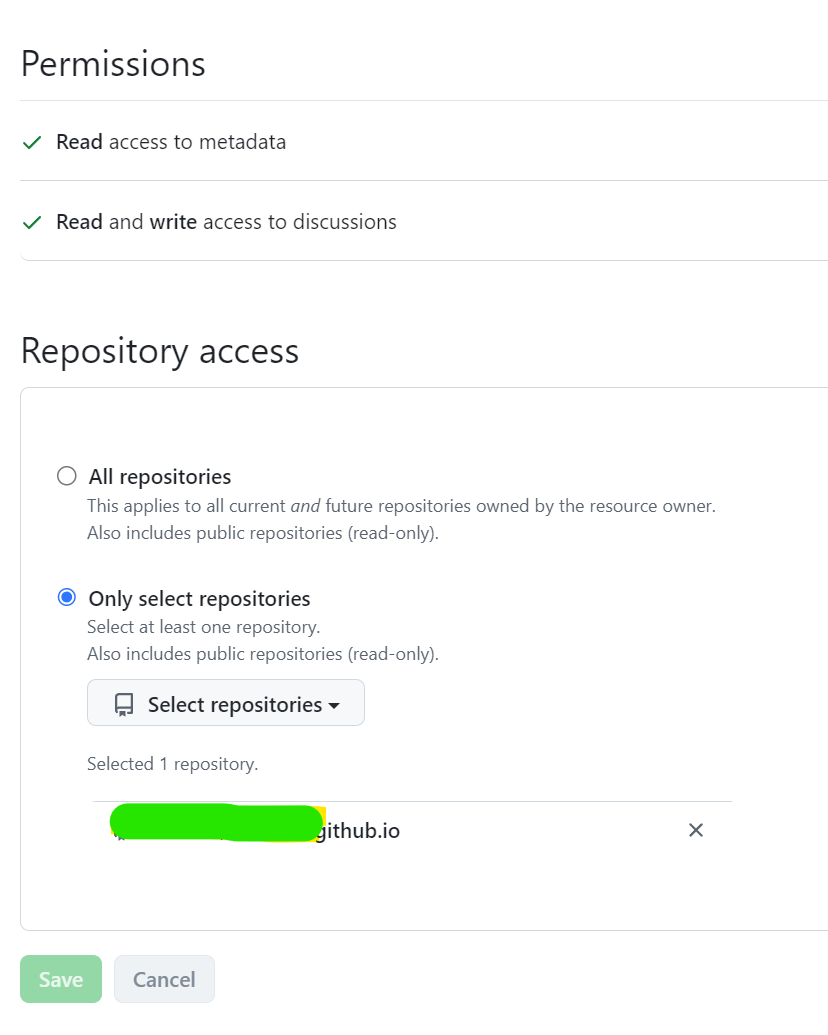 Permissions
Read access to metadata
Read and write access to discussions
Repository access
All repositories
This applies to all current and future repositories owned by the resource owner.
Also includes public repositories (read-only).
Only select repositories
Select at least one repository.
Also includes public repositories (read-only).
Select repositories
Selected 1 repository.
github.io
Save
Cancel